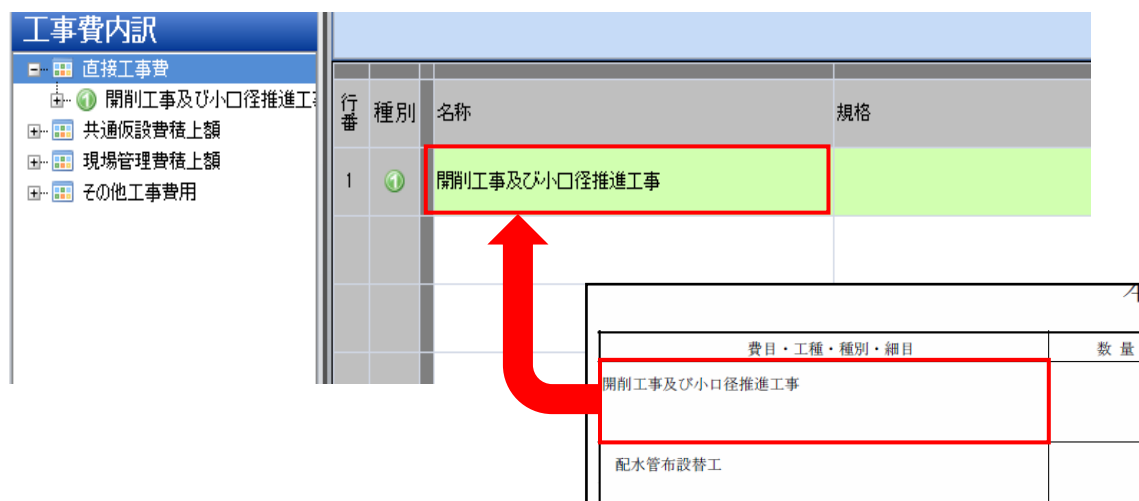 工事費内訳
直接工事費
開削工事及び小口径推進工
共通仮設費積上額
現場管理費積上額
その他工事費用
行番 種別 名称 規格
1 1 開削工事及び小口径推進工事
費目・工種・種別・細目 数量
開削工事及び小口径推進工事
配水管布設替工